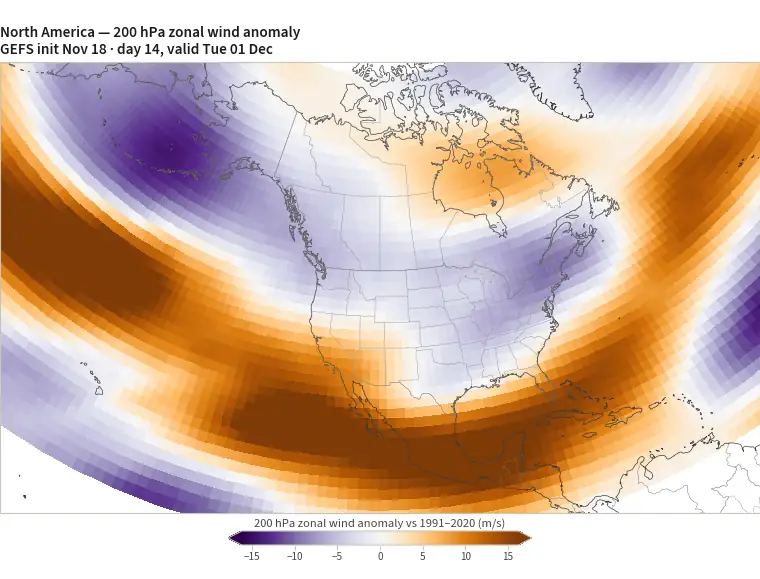 North America — 200 hPa zonal wind anomaly
GEFS init Nov 18 · day 14, valid Tue 01 Dec
200 hPa zonal wind anomaly vs 1991–2020 (m/s)
−15 −10 −5 0 5 10 15